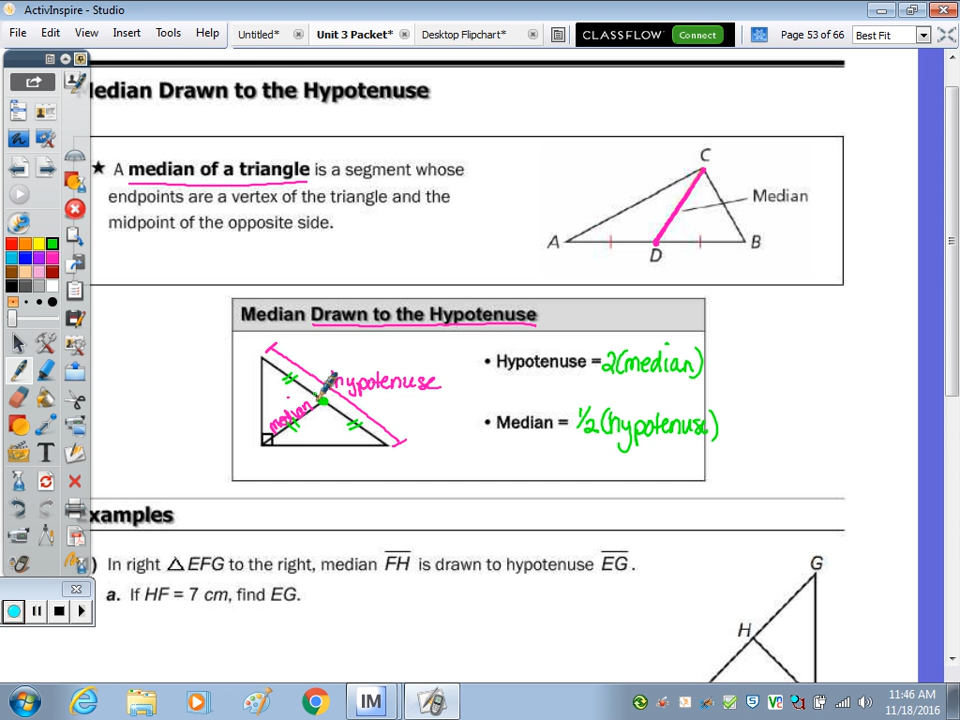 ActivInspire - Studio
File Edit View Insert Tools Help Untitled* Unit 3 Packet* Desktop Flipchart* CLASSFLOW Connect Page 53 of 66 Best Fit
edian Drawn to the Hypotenuse
★ A median of a triangle is a segment whose
endpoints are a vertex of the triangle and the
midpoint of the opposite side.
C
Median
A
D
B
Median Drawn to the Hypotenuse
hypotenuse
median
• Hypotenuse = 2(median)
• Median = 1/2(hypotenuse)
xamples
) In right △EFG to the right, median FH is drawn to hypotenuse EG.
a. If HF = 7 cm, find EG.
G
H
IM
11:46 AM
11/18/2016